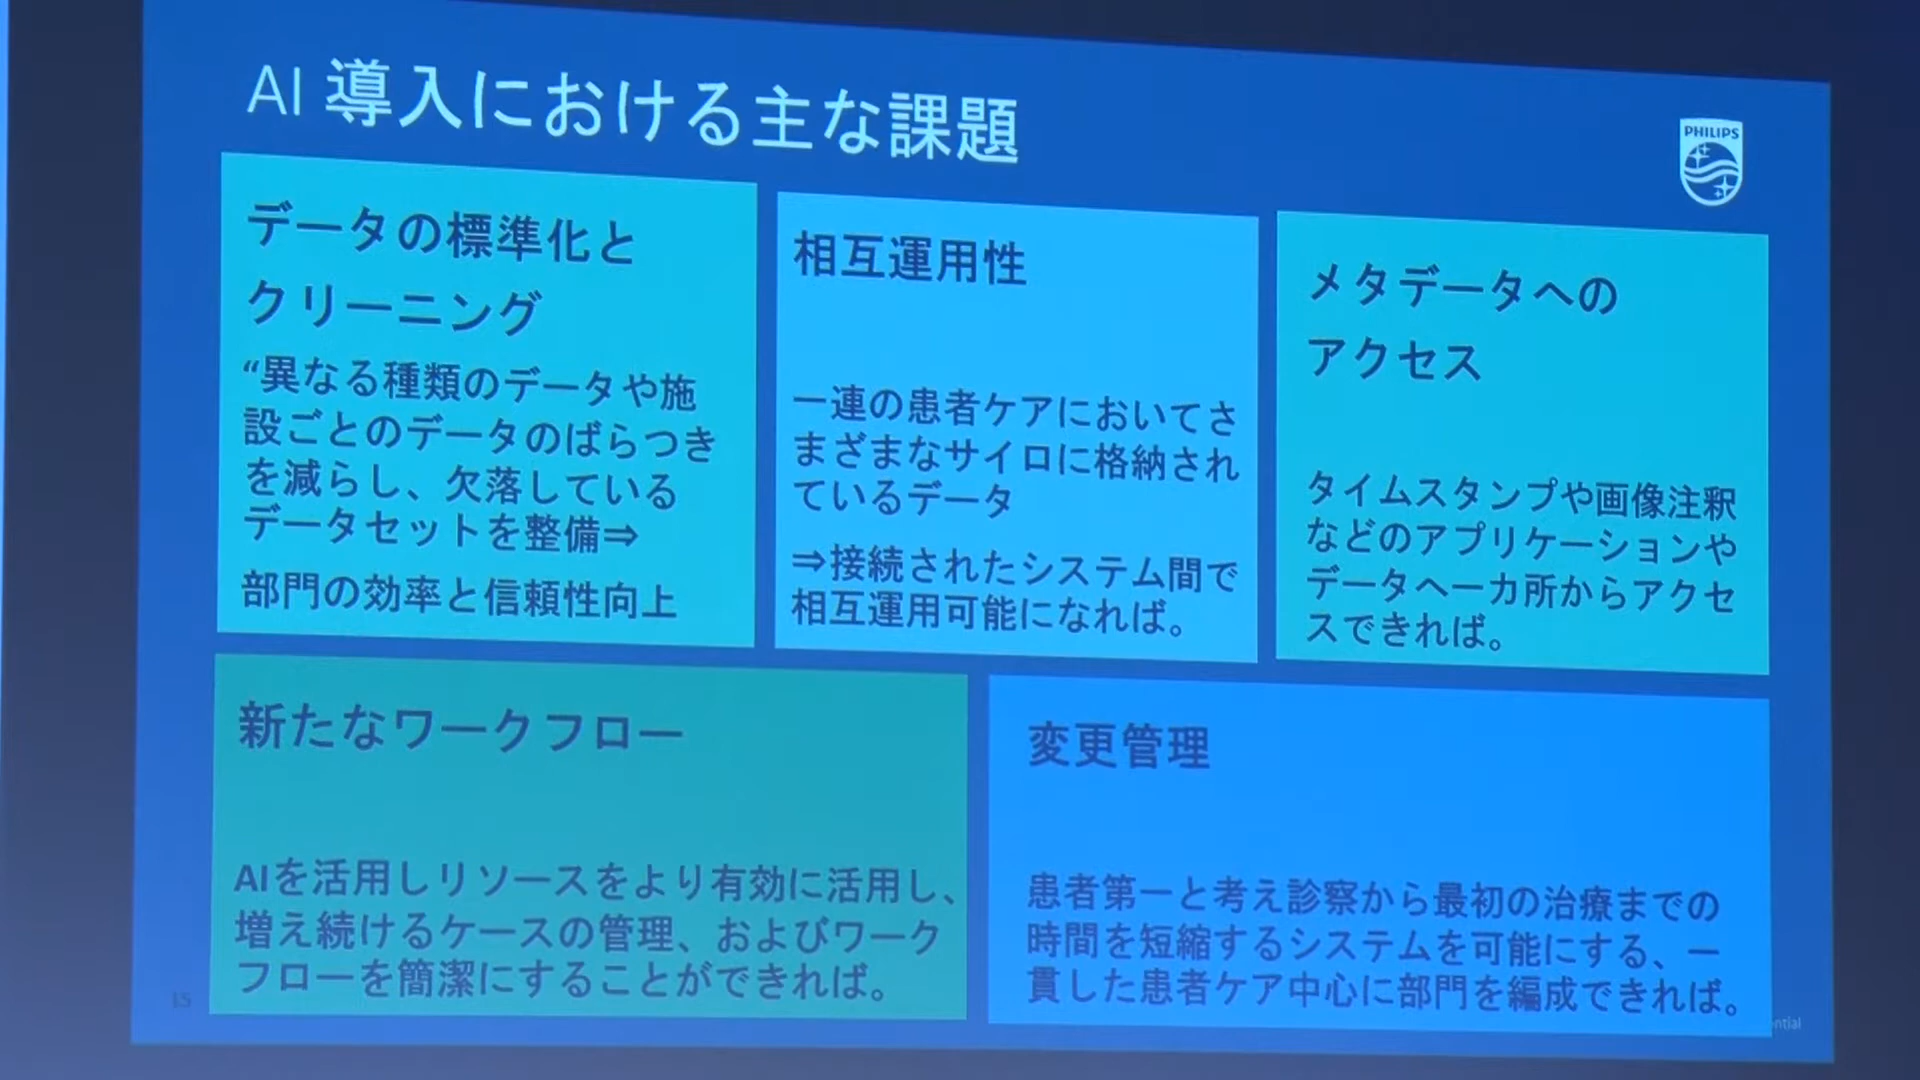 AI 導入における主な課題
PHILIPS
データの標準化と
クリーニング
“異なる種類のデータや施
設ごとのデータのばらつき
を減らし、欠落している
データセットを整備⇒
部門の効率と信頼性向上
相互運用性
一連の患者ケアにおいてさ
まざまなサイロに格納され
ているデータ
⇒接続されたシステム間で
相互運用可能になれば。
メタデータへの
アクセス
タイムスタンプや画像注釈
などのアプリケーションや
データへ一カ所からアクセ
スできれば。
新たなワークフロー
AIを活用しリソースをより有効に活用し、
増え続けるケースの管理、およびワーク
フローを簡潔にすることができれば。
変更管理
患者第一と考え診察から最初の治療までの
時間を短縮するシステムを可能にする、一
貫した患者ケア中心に部門を編成できれば。
15